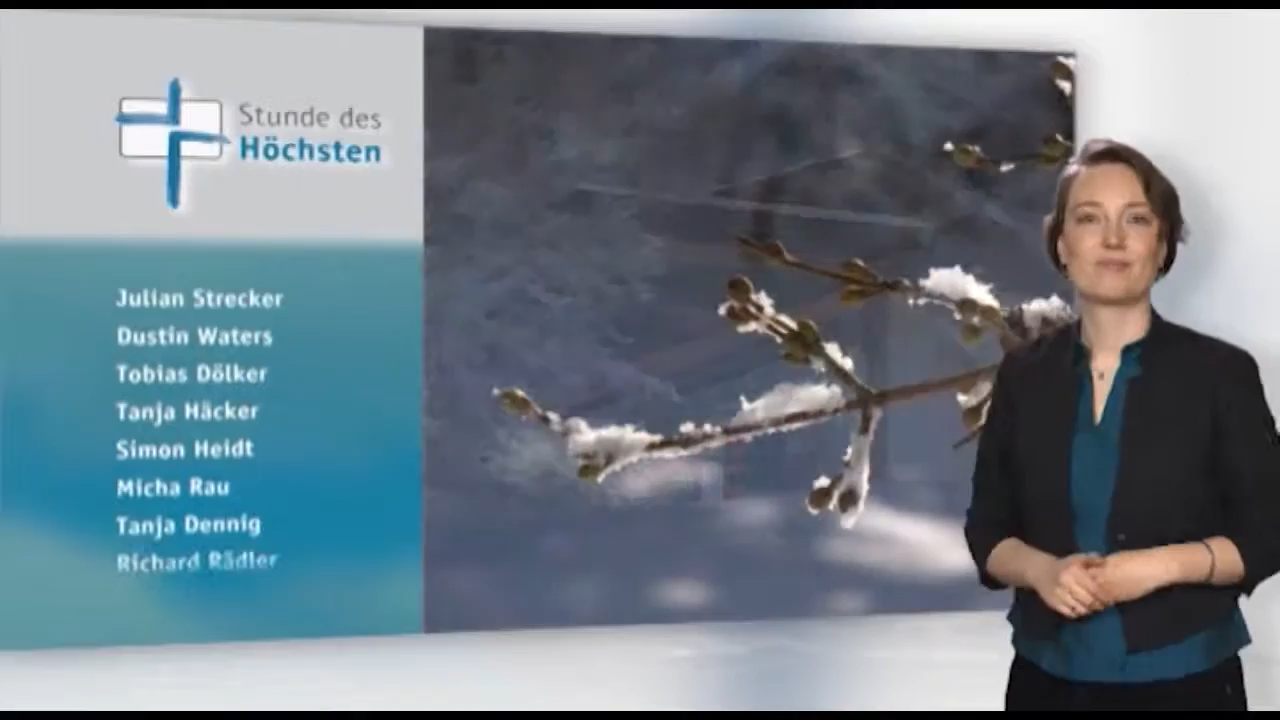 Stunde des
Höchsten
Julian Strecker
Dustin Waters
Tobias Dölker
Tanja Häcker
Simon Heidt
Micha Rau
Tanja Dennig
Richard Rädler